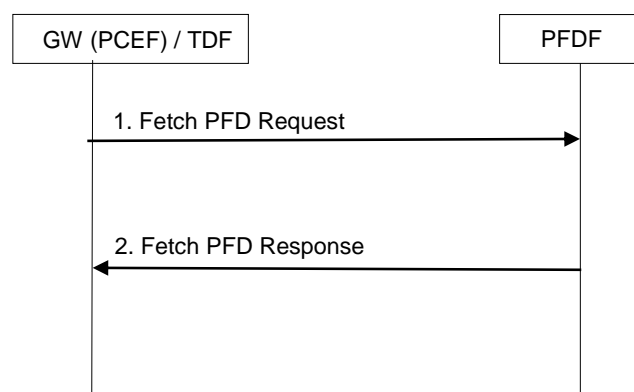 GW (PCEF) / TDF
PFDF
1. Fetch PFD Request
2. Fetch PFD Response